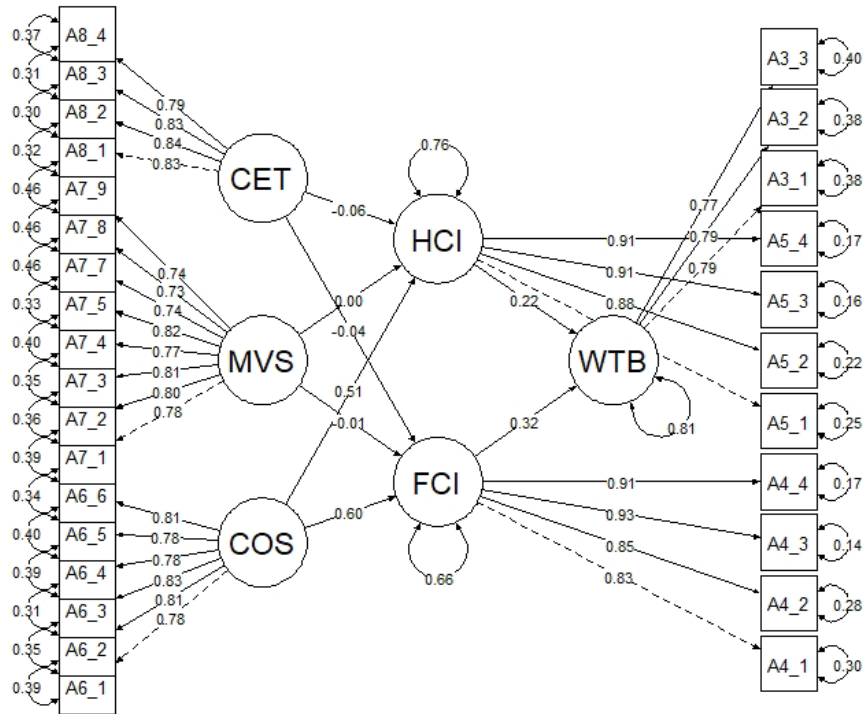 0.37 A8_4
0.31 A8_3
0.30 A8_2
0.32 A8_1
0.46 A7_9
0.46 A7_8
0.46 A7_7
0.33 A7_5
0.40 A7_4
0.35 A7_3
0.36 A7_2
0.39 A7_1
0.34 A6_6
0.40 A6_5
0.39 A6_4
0.31 A6_3
0.35 A6_2
0.39 A6_1
0.79
0.83
0.84
0.83
0.74
0.73
0.74
0.82
0.77
0.81
0.80
0.78
0.81
0.78
0.78
0.83
0.81
0.78
CET
MVS
COS
-0.06
0.00
-0.04
0.51
-0.01
0.60
0.76
HCI
FCI
0.66
0.22
0.32
WTB
0.81
0.77
0.79
0.79
0.91
0.91
0.88
0.91
0.93
0.85
0.83
A3_3 0.40
A3_2 0.38
A3_1 0.38
A5_4 0.17
A5_3 0.16
A5_2 0.22
A5_1 0.25
A4_4 0.17
A4_3 0.14
A4_2 0.28
A4_1 0.30